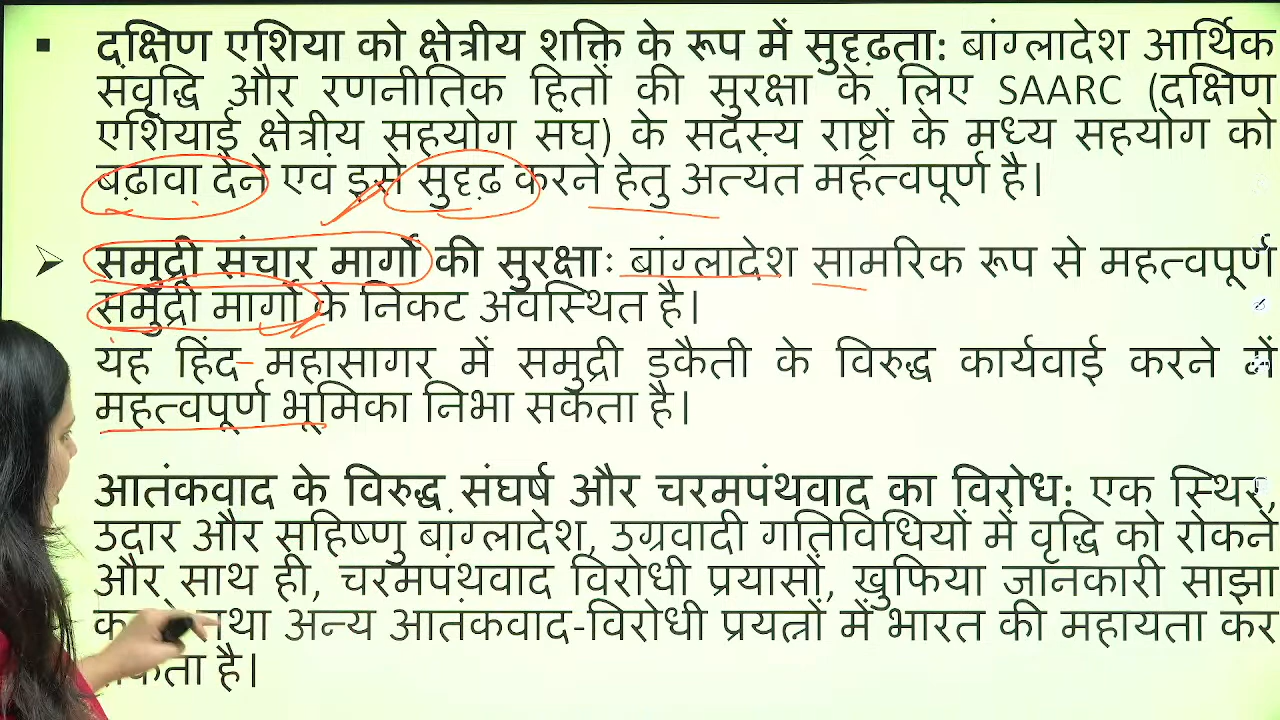 ▪ दक्षिण एशिया को क्षेत्रीय शक्ति के रूप में सुदृढ़ता: बांग्लादेश आर्थिक
संवृद्धि और रणनीतिक हितों की सुरक्षा के लिए SAARC (दक्षिण
एशियाई क्षेत्रीय सहयोग संघ) के सदस्य राष्ट्रों के मध्य सहयोग को
बढ़ावा देने एवं इसे सुदृढ़ करने हेतु अत्यंत महत्वपूर्ण है।
➢ समुद्री संचार मार्गों की सुरक्षा: बांग्लादेश सामरिक रूप से महत्वपूर्ण
समुद्री मार्गों के निकट अवस्थित है।
यह हिंद महासागर में समुद्री डकैती के विरुद्ध कार्यवाई करने में
महत्वपूर्ण भूमिका निभा सकता है।
आतंकवाद के विरुद्ध संघर्ष और चरमपंथवाद का विरोध: एक स्थिर,
उदार और सहिष्णु बांग्लादेश, उग्रवादी गतिविधियों में वृद्धि को रोकने
और साथ ही, चरमपंथवाद विरोधी प्रयासों, खुफिया जानकारी साझा
तथा अन्य आतंकवाद-विरोधी प्रयत्नों में भारत की सहायता कर
है।